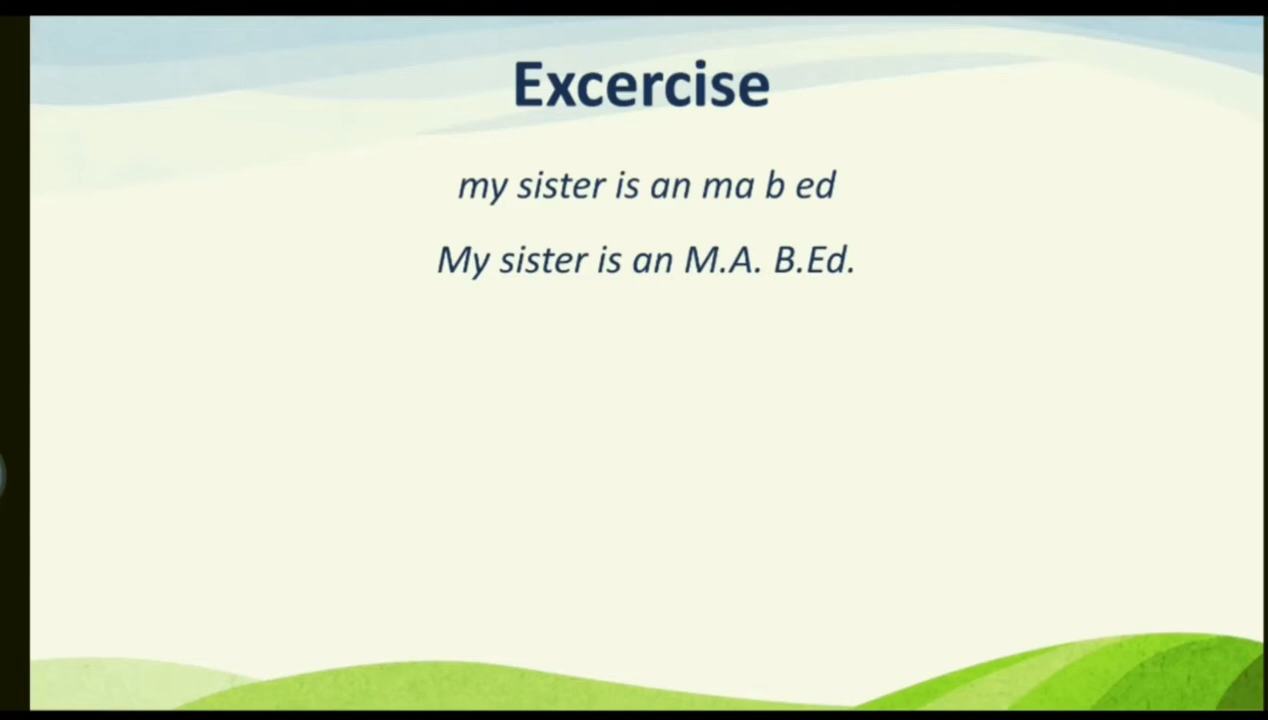 Excercise
my sister is an ma b ed
My sister is an M.A. B.Ed.